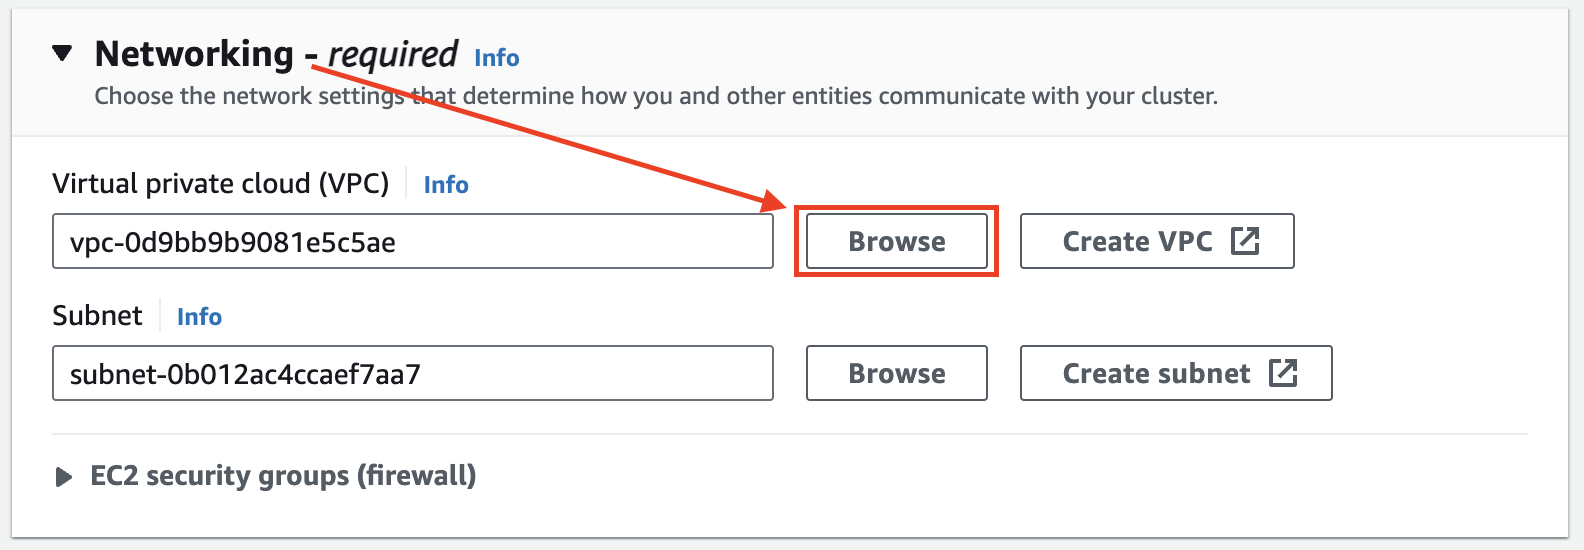 Networking - required Info
Choose the network settings that determine how you and other entities communicate with your cluster.
Virtual private cloud (VPC) Info
vpc-0d9bb9b9081e5c5ae Browse Create VPC
Subnet Info
subnet-0b012ac4ccaef7aa7 Browse Create subnet
EC2 security groups (firewall)